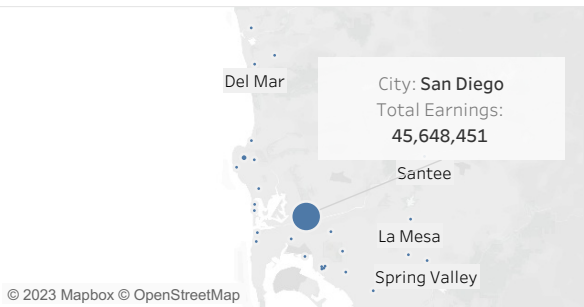 Del Mar
City: San Diego
Total Earnings:
45,648,451
Santee
La Mesa
Spring Valley
© 2023 Mapbox © OpenStreetMap